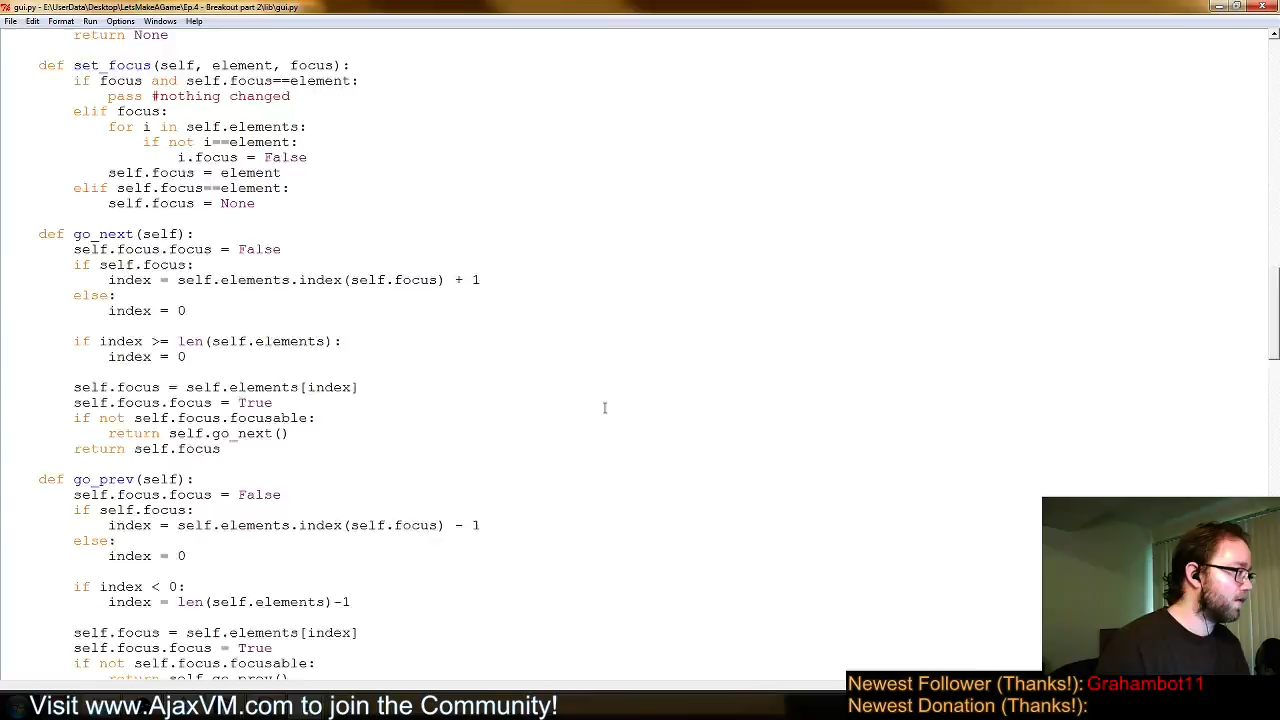 gui.py - E:\UserData\Desktop\LetsMakeAGame\Ep.4 - Breakout part 2\lib\gui.py
File Edit Format Run Options Windows Help
return None
def set_focus(self, element, focus):
if focus and self.focus==element:
pass #nothing changed
elif focus:
for i in self.elements:
if not i==element:
i.focus = False
self.focus = element
elif self.focus==element:
self.focus = None
def go_next(self):
self.focus.focus = False
if self.focus:
index = self.elements.index(self.focus) + 1
else:
index = 0
if index >= len(self.elements):
index = 0
self.focus = self.elements[index]
self.focus.focus = True
if not self.focus.focusable:
return self.go_next()
return self.focus
def go_prev(self):
self.focus.focus = False
if self.focus:
index = self.elements.index(self.focus) - 1
else:
index = 0
if index < 0:
index = len(self.elements)-1
self.focus = self.elements[index]
self.focus.focus = True
if not self.focus.focusable:
return self.go_prev()
Visit www.AjaxVM.com to join the Community!
Newest Follower (Thanks!): Grahambot11
Newest Donation (Thanks!):